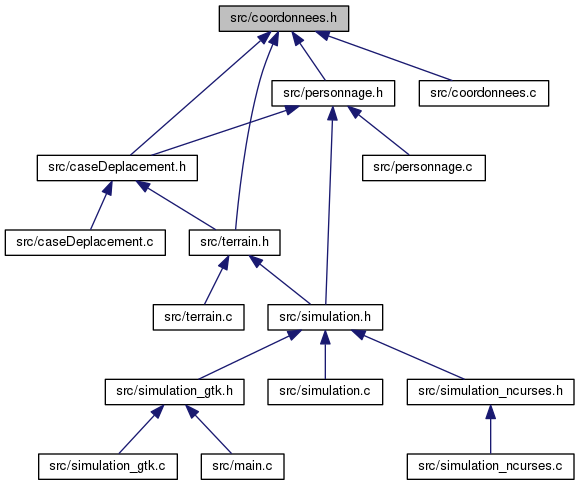 src/coordonnees.h
src/personnage.h
src/coordonnees.c
src/caseDeplacement.h
src/personnage.c
src/caseDeplacement.c
src/terrain.h
src/terrain.c
src/simulation.h
src/simulation_gtk.h
src/simulation.c
src/simulation_ncurses.h
src/simulation_gtk.c
src/main.c
src/simulation_ncurses.c